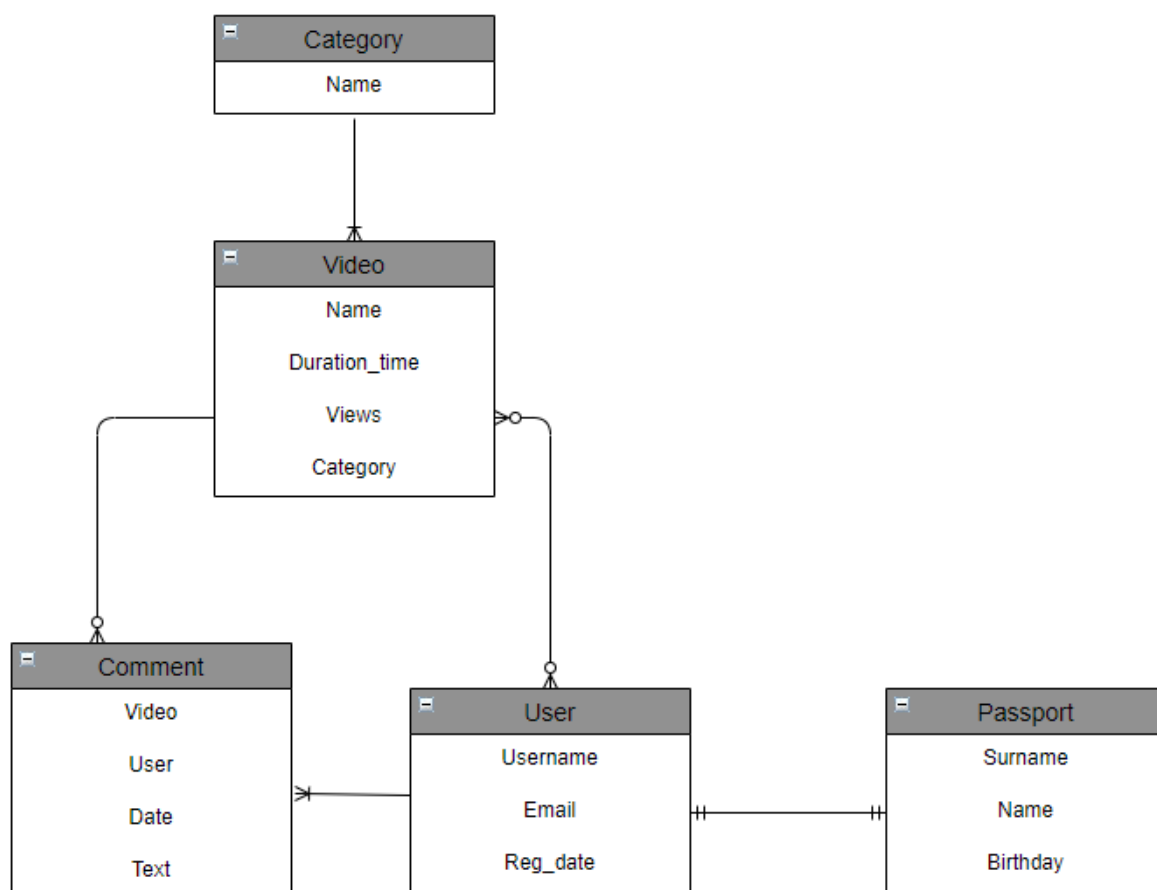 Category
Name
Video
Name
Duration_time
Views
Category
Comment
Video
User
Date
Text
User
Username
Email
Reg_date
Passport
Surname
Name
Birthday